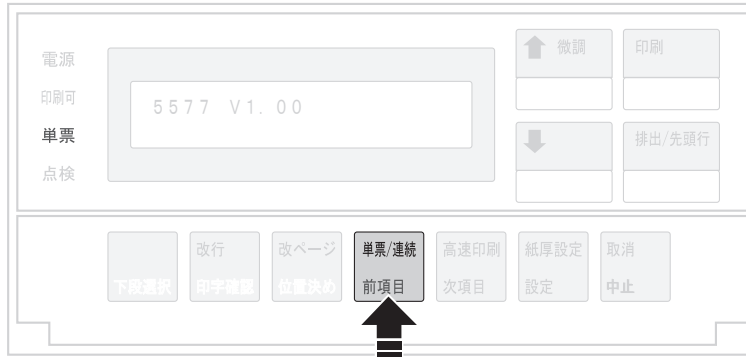 電源
印刷可
単票
点検
5577 V1.00
微調
印刷
排出/先頭行
改行
改ページ
単票/連続
高速印刷
紙厚設定
取消
下段選択
印字確認
位置決め
前項目
次項目
設定
中止